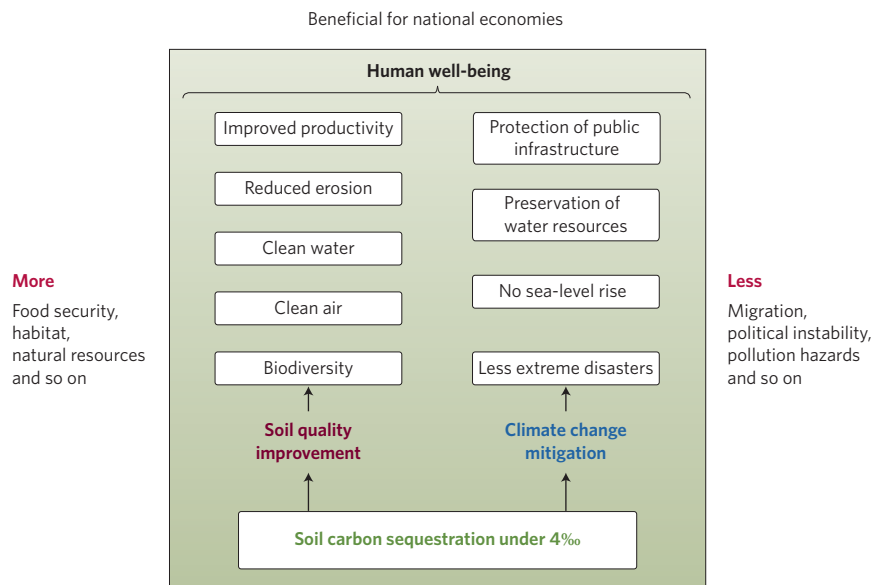 Beneficial for national economies
Human well-being
Improved productivity
Reduced erosion
Clean water
Clean air
Biodiversity
Protection of public
infrastructure
Preservation of
water resources
No sea-level rise
Less extreme disasters
More
Food security,
habitat,
natural resources
and so on
Less
Migration,
political instability,
pollution hazards
and so on
Soil quality
improvement
Climate change
mitigation
Soil carbon sequestration under 4‰